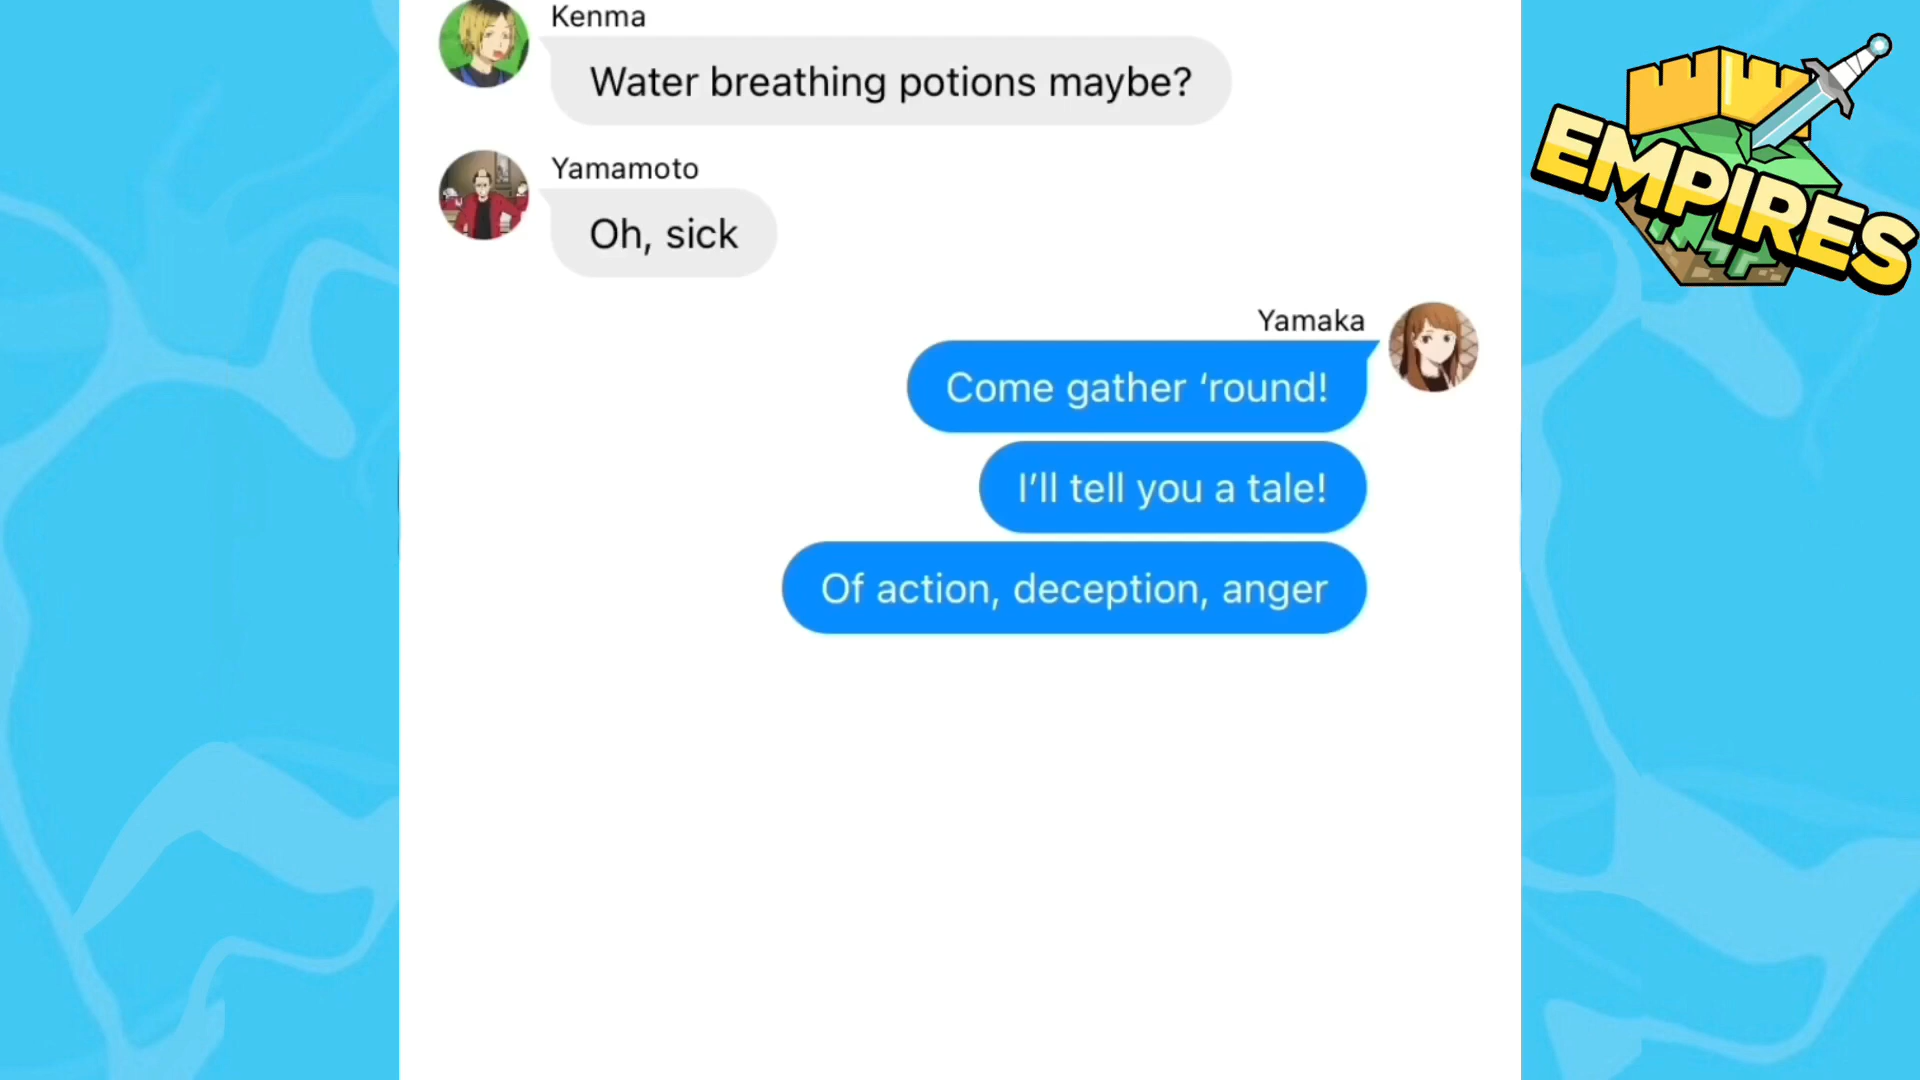 Kenma
Water breathing potions maybe?
Yamamoto
Oh, sick
Yamaka
Come gather ‘round!
I’ll tell you a tale!
Of action, deception, anger
EMPIRES